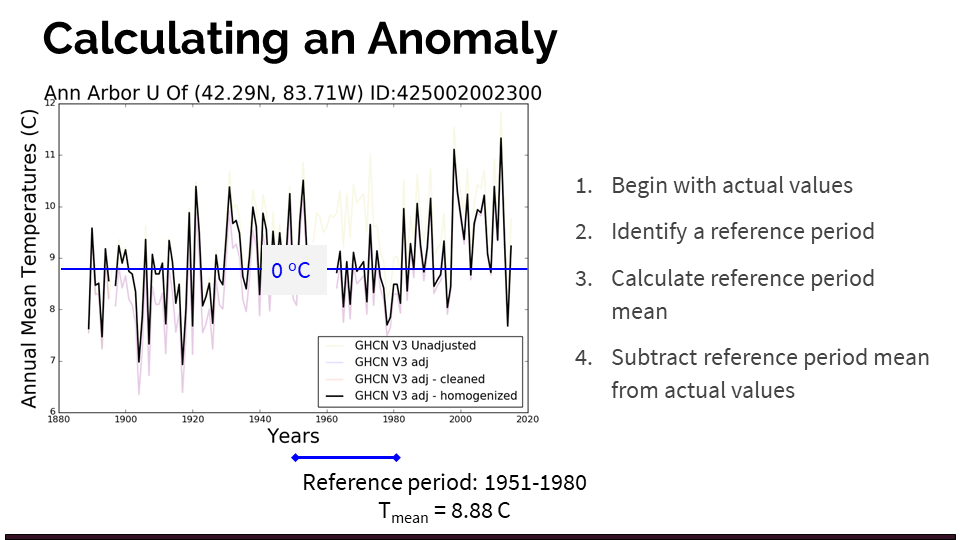 Calculating an Anomaly
Ann Arbor U Of (42.29N, 83.71W) ID:425002002300
Annual Mean Temperatures (C)
12
11
10
9
8
7
6
0 ºC
GHCN V3 Unadjusted
GHCN V3 adj
GHCN V3 adj - cleaned
GHCN V3 adj - homogenized
1880 1900 1920 1940 1960 1980 2000 2020
Years
Reference period: 1951-1980
Tmean = 8.88 C
1. Begin with actual values
2. Identify a reference period
3. Calculate reference period
mean
4. Subtract reference period mean
from actual values